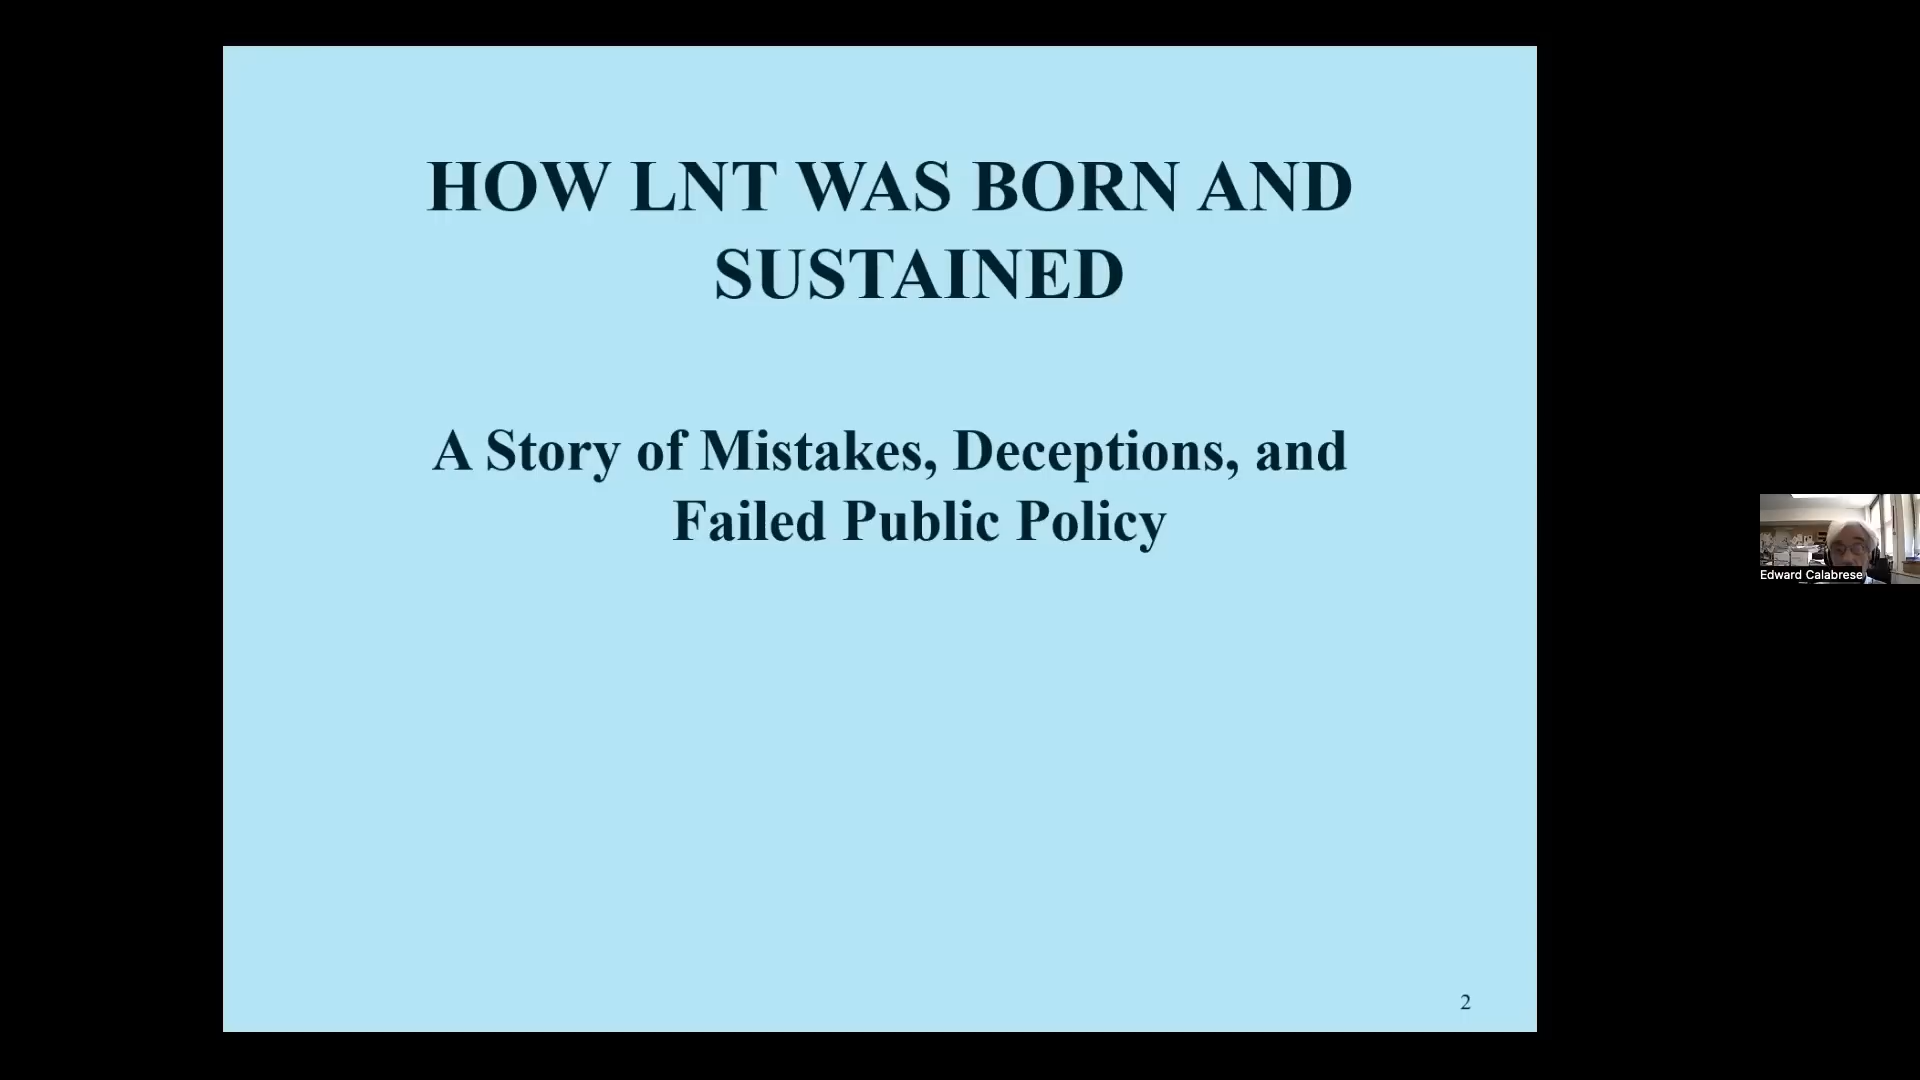 HOW LNT WAS BORN AND
SUSTAINED
A Story of Mistakes, Deceptions, and
Failed Public Policy
Edward Calabrese
2